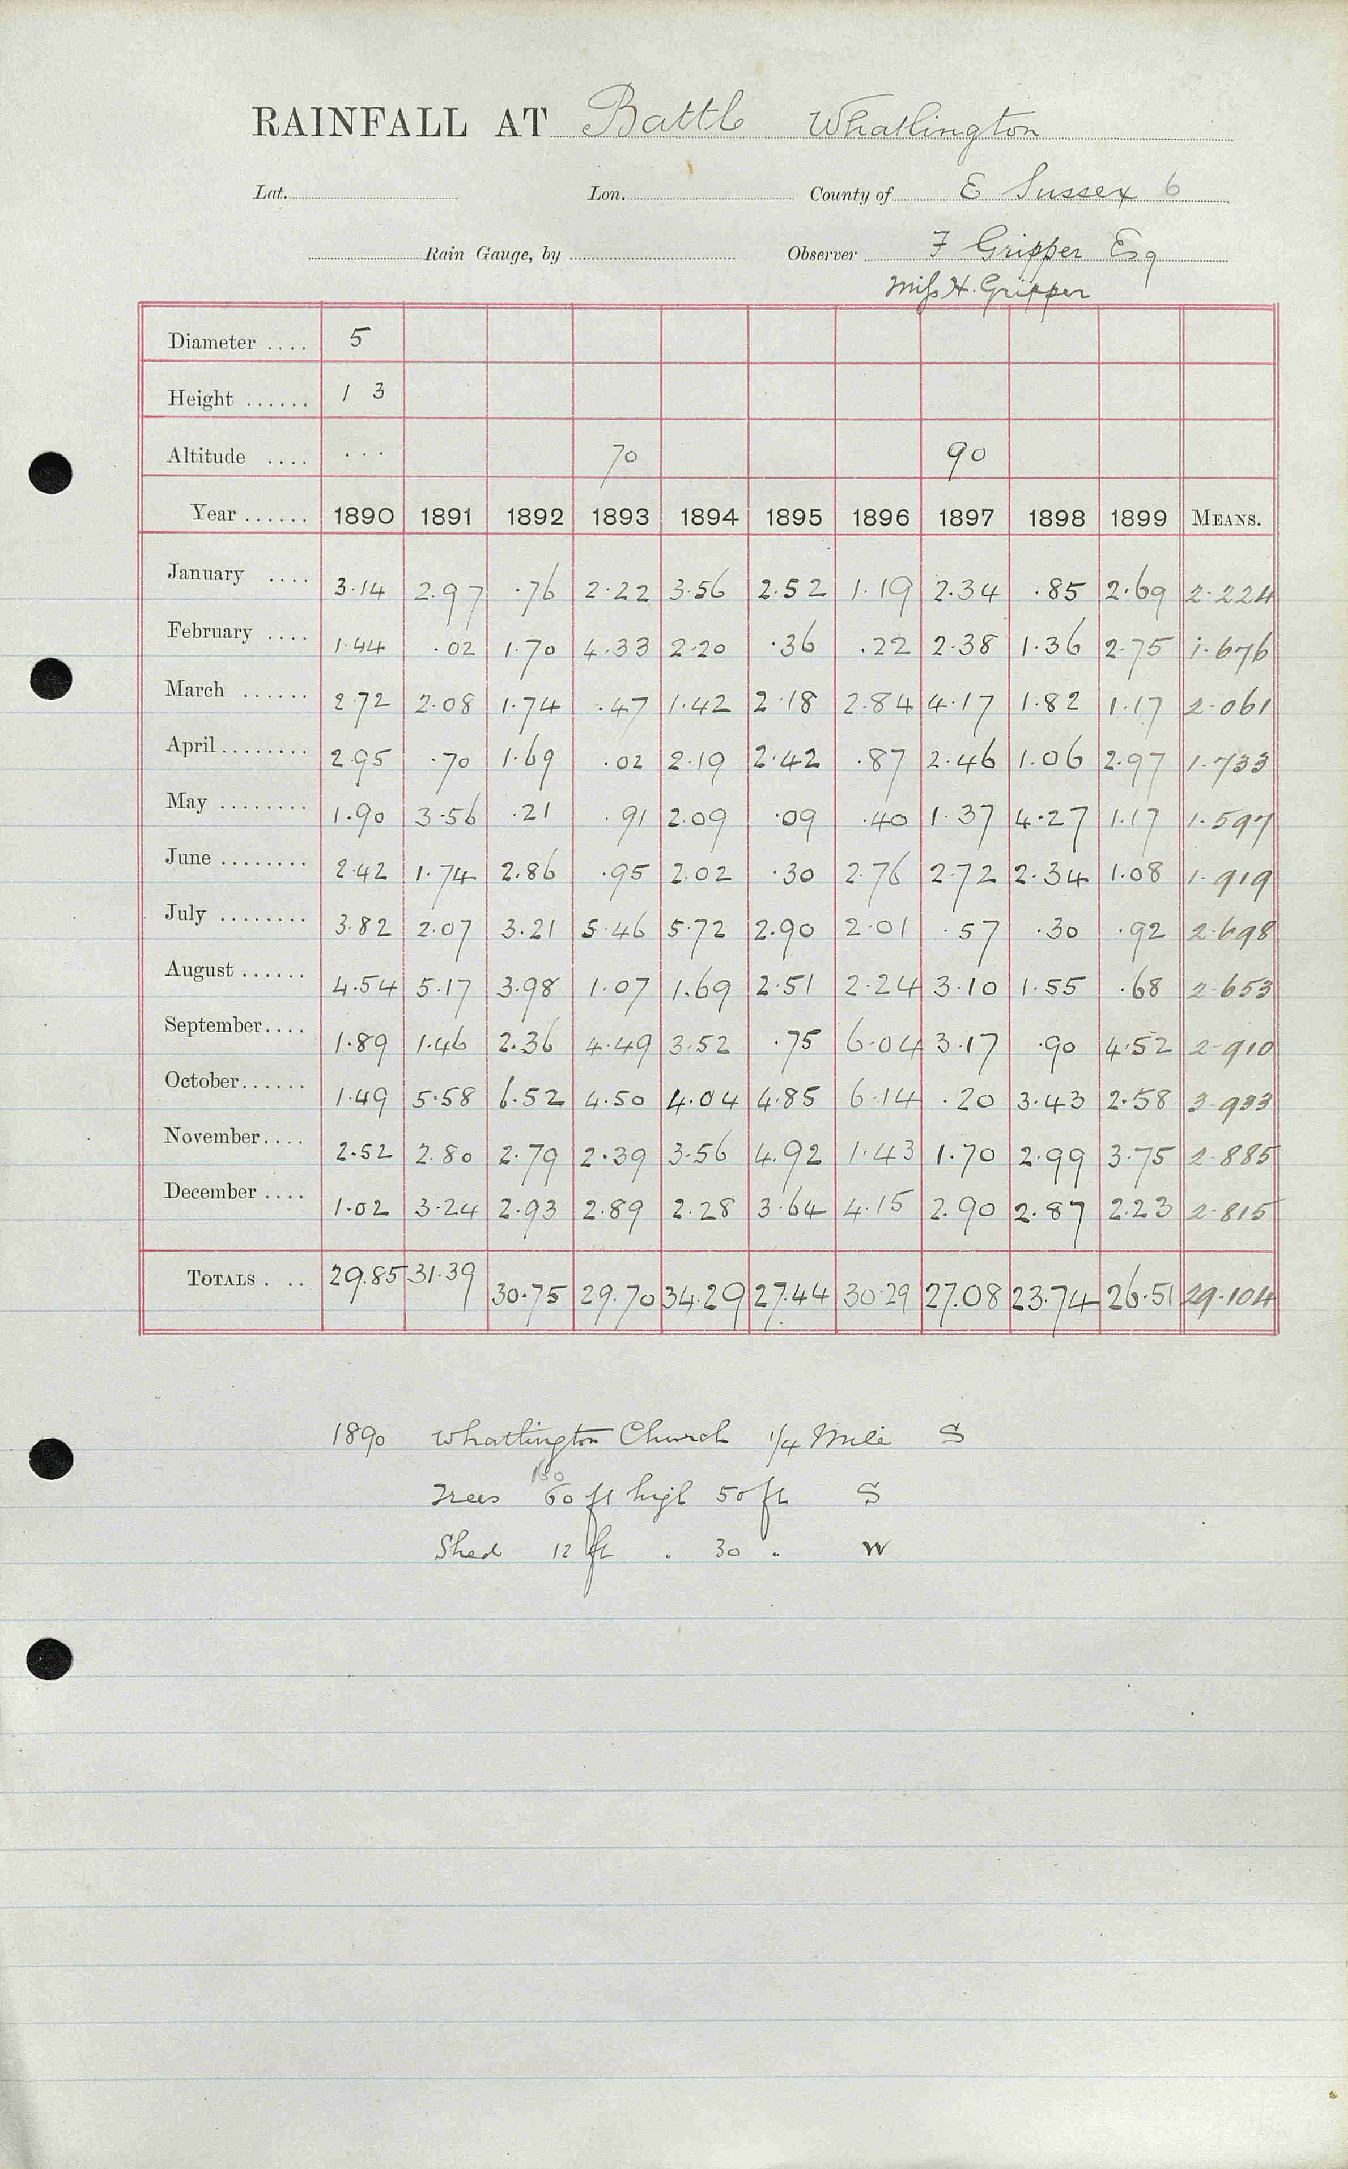 RAINFALL AT Battle Whatlington
Lat. Lon. County of E Sussex 6
Rain Gauge, by Observer F Gripper Esq
Miss H. Gripper
Diameter .... 5
Height ...... 1 3
Altitude .... ... 70 90
Year ...... 1890 1891 1892 1893 1894 1895 1896 1897 1898 1899 MEANS.
January .... 3.14 2.97 .76 2.22 3.56 2.52 1.19 2.34 .85 2.69 2.224
February .... 1.44 .02 1.70 4.33 2.20 .36 .22 2.38 1.36 2.75 1.676
March ...... 2.72 2.08 1.74 .47 1.42 2.18 2.84 4.17 1.82 1.17 2.061
April ........ 2.95 .70 1.69 .02 2.19 2.42 .87 2.46 1.06 2.97 1.733
May ........ 1.90 3.56 .21 .91 2.09 .09 .40 1.37 4.27 1.17 1.597
June ........ 2.42 1.74 2.86 .95 2.02 .30 2.76 2.72 2.34 1.08 1.919
July ........ 3.82 2.07 3.21 5.46 5.72 2.90 2.01 .57 .30 .92 2.698
August ...... 4.54 5.17 3.98 1.07 1.69 2.51 2.24 3.10 1.55 .68 2.653
September.... 1.89 1.46 2.36 4.49 3.52 .75 6.04 3.17 .90 4.52 2.910
October...... 1.49 5.58 6.52 4.50 4.04 4.85 6.14 .20 3.43 2.58 3.933
November.... 2.52 2.80 2.79 2.39 3.56 4.92 1.43 1.70 2.99 3.75 2.885
December .... 1.02 3.24 2.93 2.89 2.28 3.64 4.15 2.90 2.87 2.23 2.815
TOTALS . .. 29.85 31.39 30.75 29.70 34.29 27.44 30.29 27.08 23.74 26.51 29.104
1890 Whatlington Church 1/4 Mile S
Trees 60 ft high 50 ft S
Shed 12 ft . 30 . W